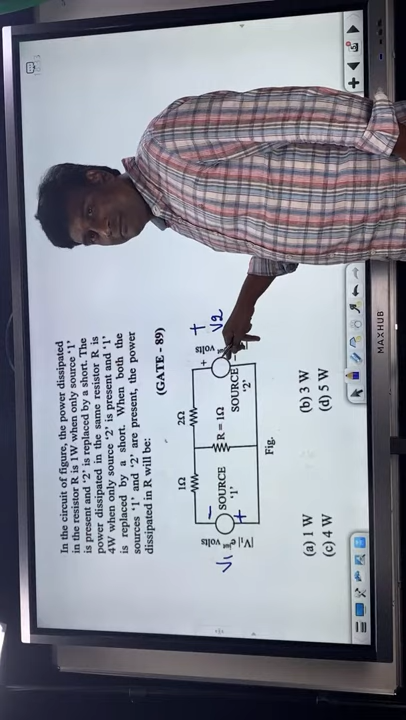 In the circuit of figure, the power dissipated
in the resistor R is 1W when only source '1'
is present and '2' is replaced by a short. The
power dissipated in the same resistor R is
4W when only source '2' is present and '1'
is replaced by a short. When both the
sources '1' and '2' are present, the power
dissipated in R will be:
(GATE - 89)
1Ω 2Ω
+ V2
+ volts
V1 |V₁| e^jωt volts - + SOURCE '1'
R = 1Ω
SOURCE '2'
Fig.
(a) 1 W (b) 3 W
(c) 4 W (d) 5 W
MAXHUB